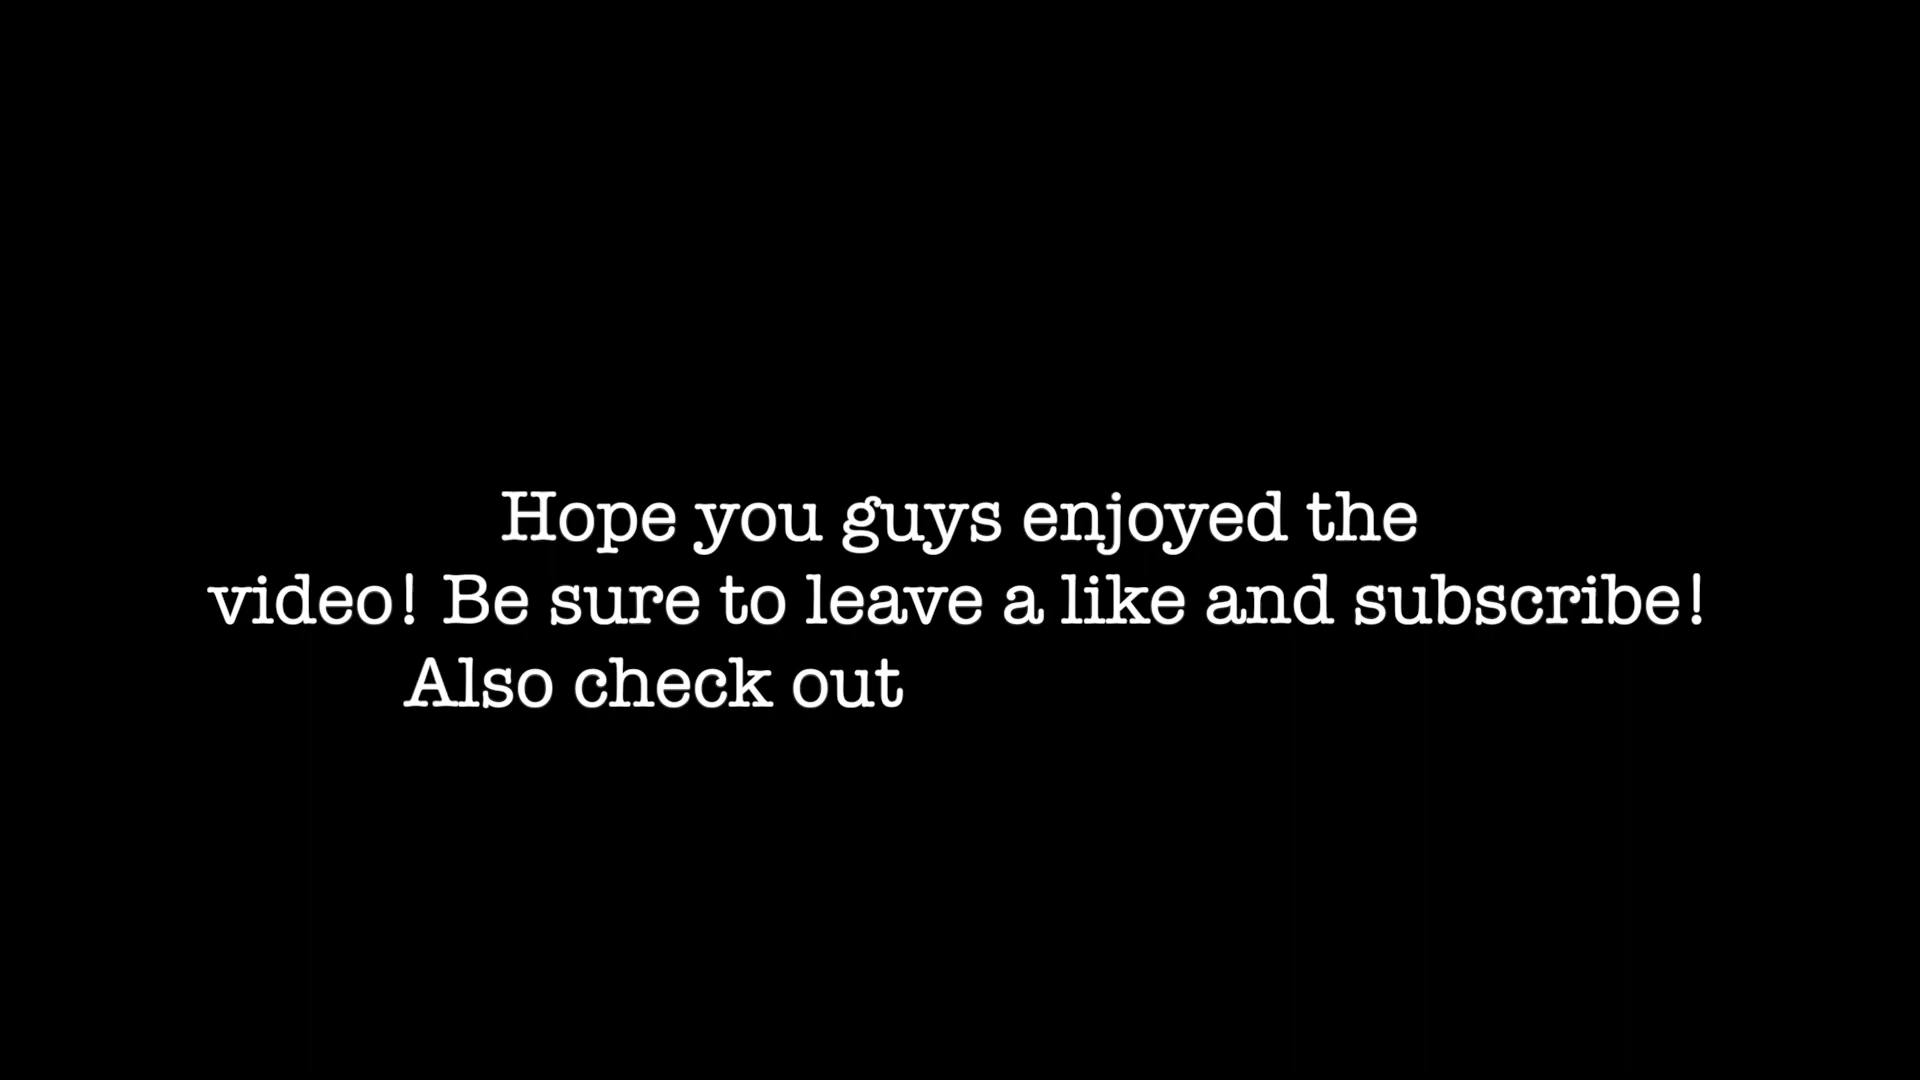 Hope you guys enjoyed the
video! Be sure to leave a like and subscribe!
Also check out